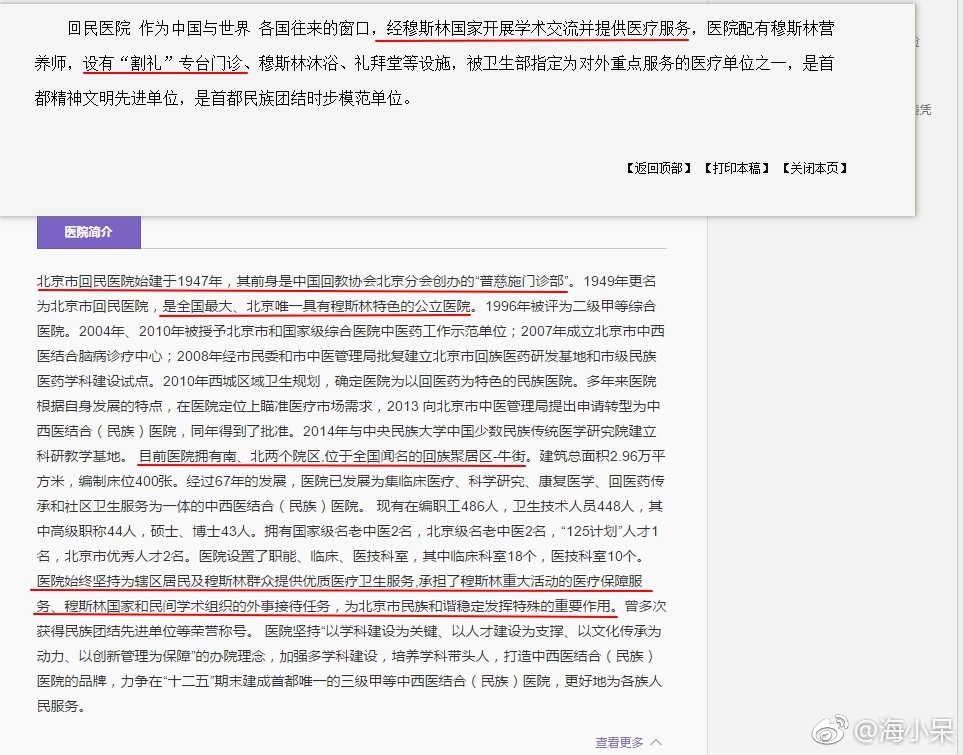 回民医院 作为中国与世界 各国往来的窗口，经穆斯林国家开展学术交流并提供医疗服务，医院配有穆斯林营
养师，设有“割礼”专台门诊、穆斯林沐浴、礼拜堂等设施，被卫生部指定为对外重点服务的医疗单位之一，是首
都精神文明先进单位，是首都民族团结时步模范单位。
凭
【返回顶部】 【打印本稿】 【关闭本页】
医院简介
北京市回民医院始建于1947年，其前身是中国回教协会北京分会创办的“普慈施门诊部”。1949年更名
为北京市回民医院，是全国最大、北京唯一具有穆斯林特色的公立医院。1996年被评为二级甲等综合
医院。2004年、2010年被授予北京市和国家级综合医院中医药工作示范单位；2007年成立北京市中西
医结合脑病诊疗中心；2008年经市民委和市中医管理局批复建立北京市回族医药研发基地和市级民族
医药学科建设试点。2010年西城区域卫生规划，确定医院为以回医药为特色的民族医院。多年来医院
根据自身发展的特点，在医院定位上瞄准医疗市场需求，2013 向北京市中医管理局提出申请转型为中
西医结合（民族）医院，同年得到了批准。2014年与中央民族大学中国少数民族传统医学研究院建立
科研教学基地。 目前医院拥有南、北两个院区,位于全国闻名的回族聚居区-牛街。建筑总面积2.96万平
方米，编制床位400张。经过67年的发展，医院已发展为集临床医疗、科学研究、康复医学、回医药传
承和社区卫生服务为一体的中西医结合（民族）医院。 现有在编职工486人，卫生技术人员448人，其
中高级职称44人，硕士、博士43人。拥有国家级名老中医2名，北京级名老中医2名，“125计划”人才1
名，北京市优秀人才2名。医院设置了职能、临床、医技科室，其中临床科室18个，医技科室10个。
医院始终坚持为辖区居民及穆斯林群众提供优质医疗卫生服务,承担了穆斯林重大活动的医疗保障服
务、穆斯林国家和民间学术组织的外事接待任务，为北京市民族和谐稳定发挥特殊的重要作用。曾多次
获得民族团结先进单位等荣誉称号。 医院坚持“以学科建设为关键、以人才建设为支撑、以文化传承为
动力、以创新管理为保障”的办院理念，加强多学科建设，培养学科带头人，打造中西医结合（民族）
医院的品牌，力争在“十二五”期末建成首都唯一的三级甲等中西医结合（民族）医院，更好地为各族人
民服务。
查看更多
@海小呆